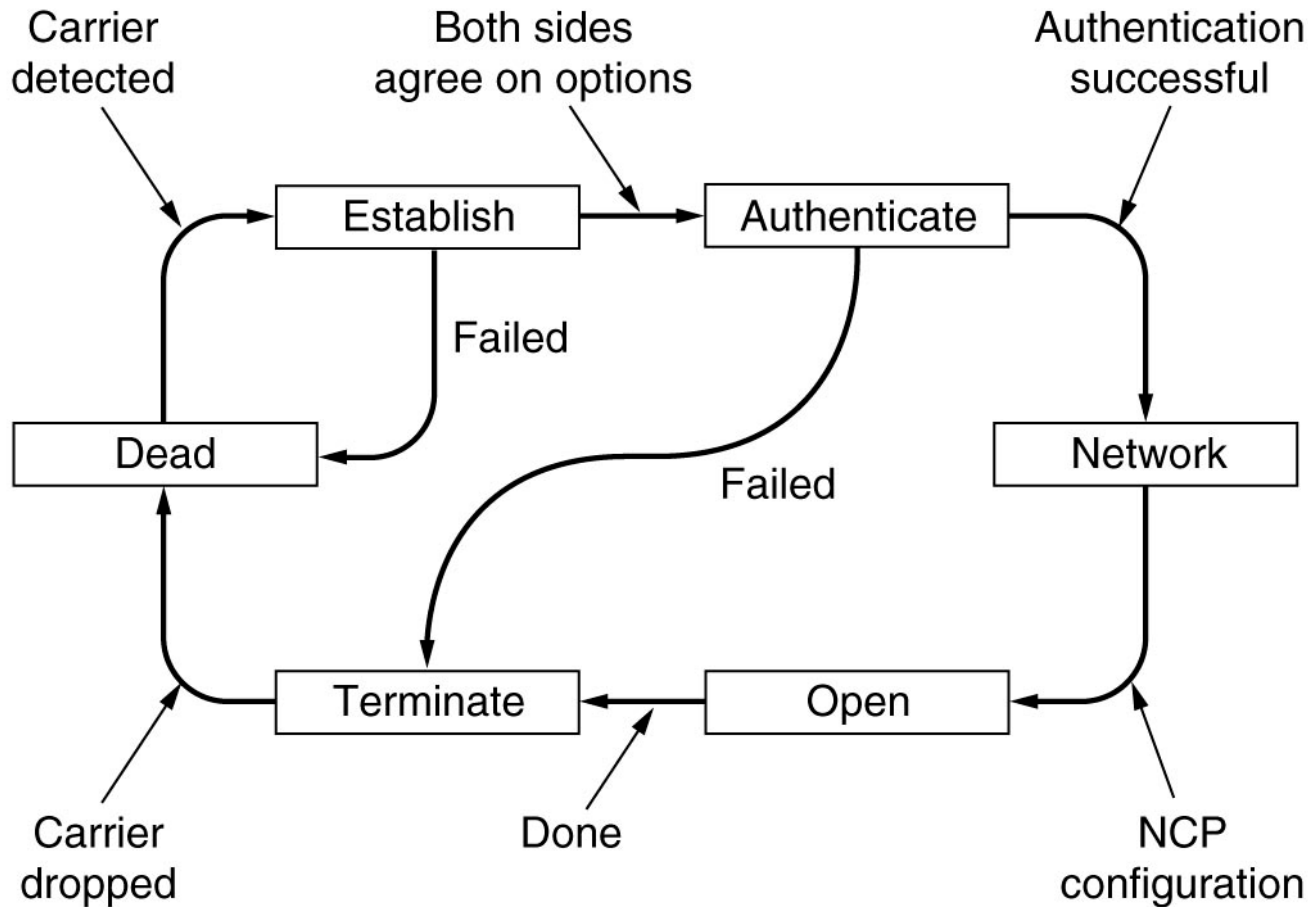 Carrier
detected
Both sides
agree on options
Authentication
successful
Establish
Authenticate
Failed
Dead
Network
Failed
Terminate
Open
Carrier
dropped
Done
NCP
configuration